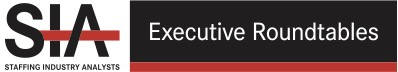 SIA
STAFFING INDUSTRY ANALYSTS
Executive Roundtables